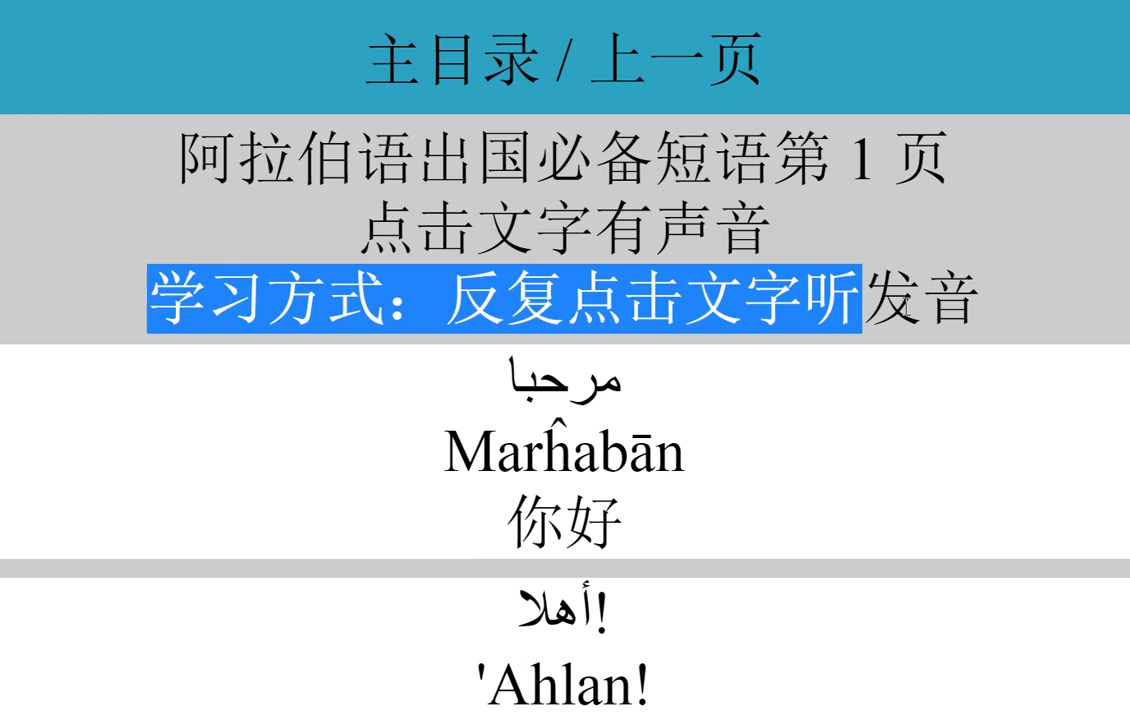 主目录 / 上一页
阿拉伯语出国必备短语第 1 页
点击文字有声音
学习方式：反复点击文字听发音
مرحبا
Marĥabān
你好
أهلا!
'Ahlan!